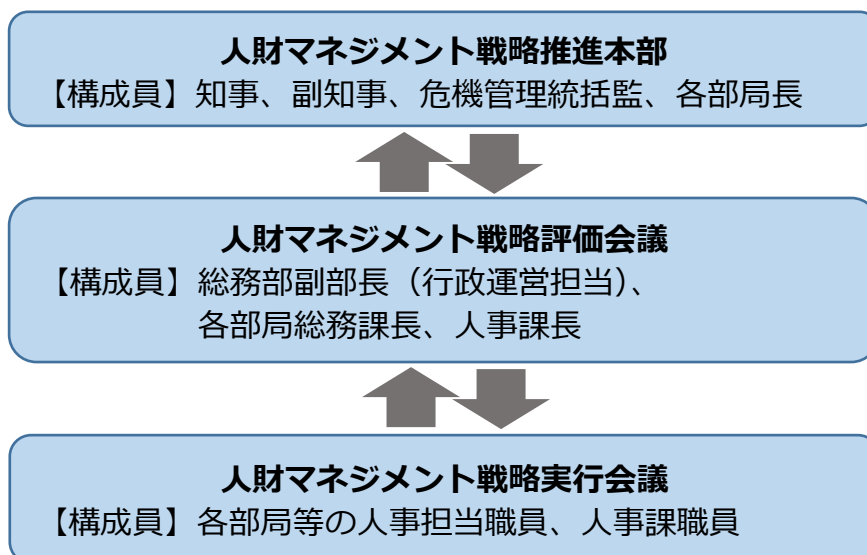 人財マネジメント戦略推進本部
【構成員】知事、副知事、危機管理統括監、各部局長
人財マネジメント戦略評価会議
【構成員】総務部副部長（行政運営担当）、
各部局総務課長、人事課長
人財マネジメント戦略実行会議
【構成員】各部局等の人事担当職員、人事課職員